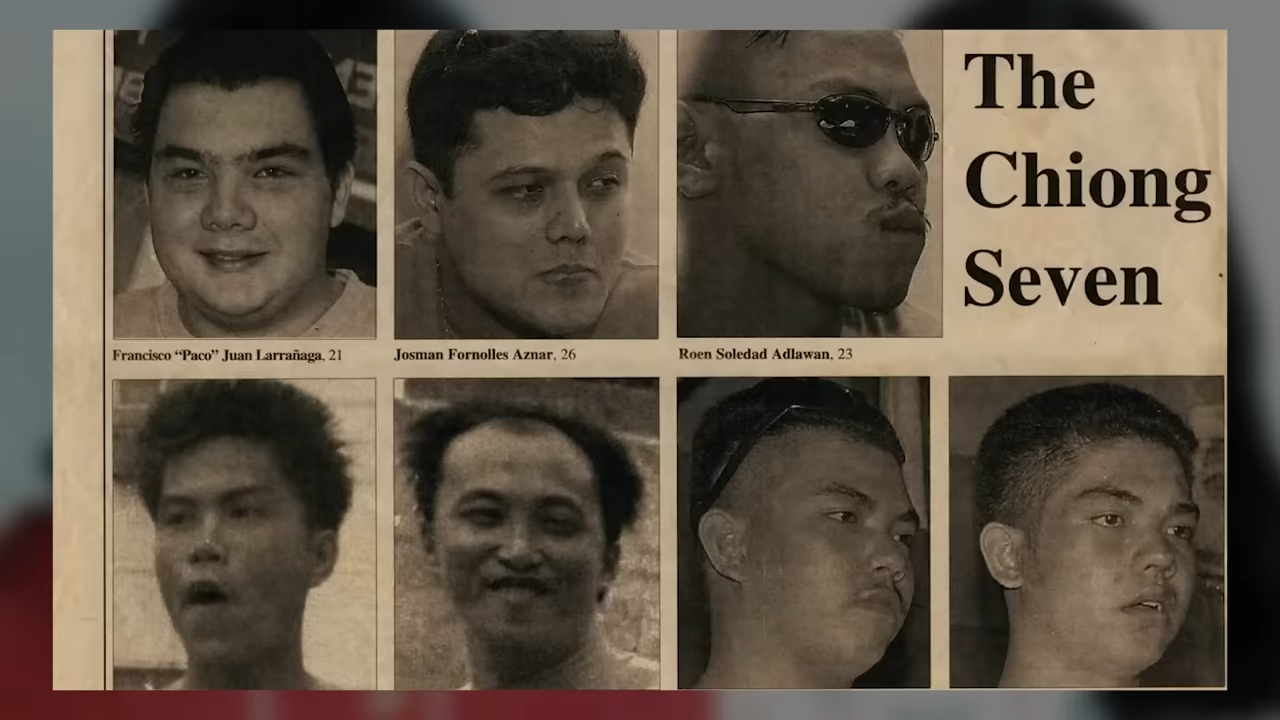 The
Chiong
Seven
Francisco “Paco” Juan Larrañaga, 21
Josman Fornolles Aznar, 26
Roen Soledad Adlawan, 23